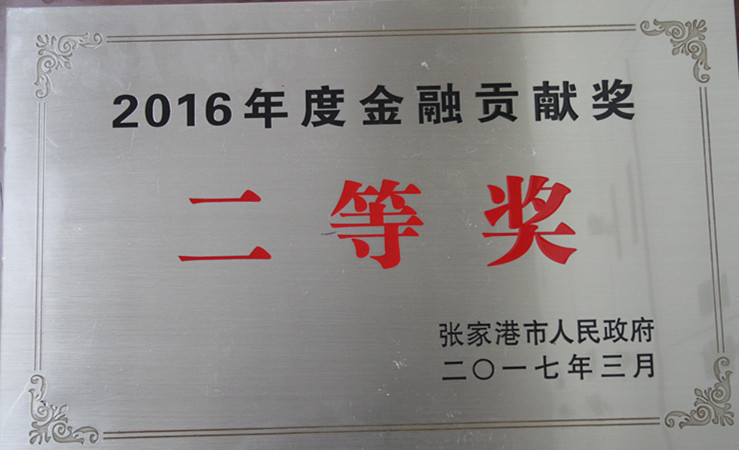 2016年度金融贡献奖
二等奖
张家港市人民政府
二〇一七年三月